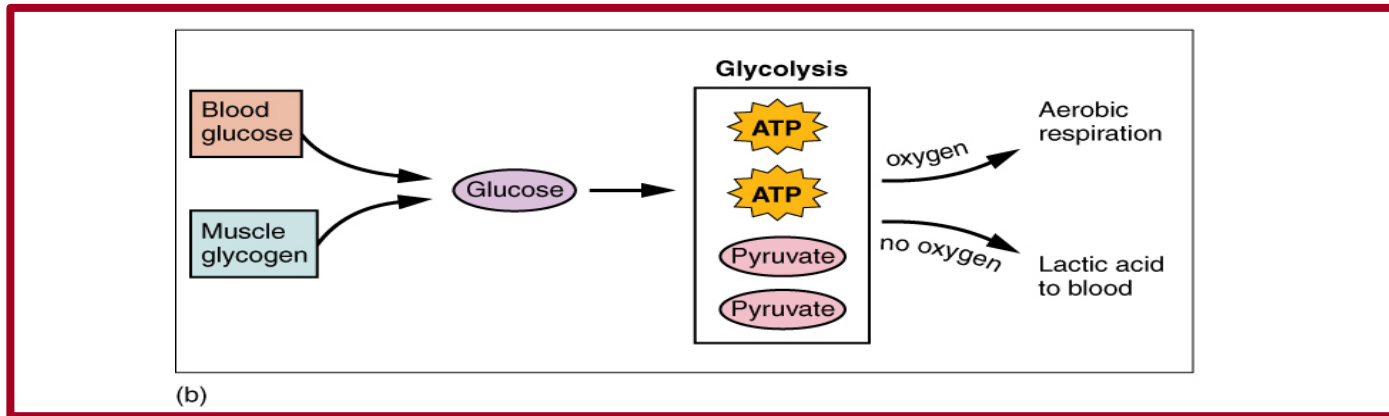 Glycolysis
Blood
glucose
Muscle
glycogen
Glucose
ATP
ATP
Pyruvate
Pyruvate
oxygen
no oxygen
Aerobic
respiration
Lactic acid
to blood
(b)